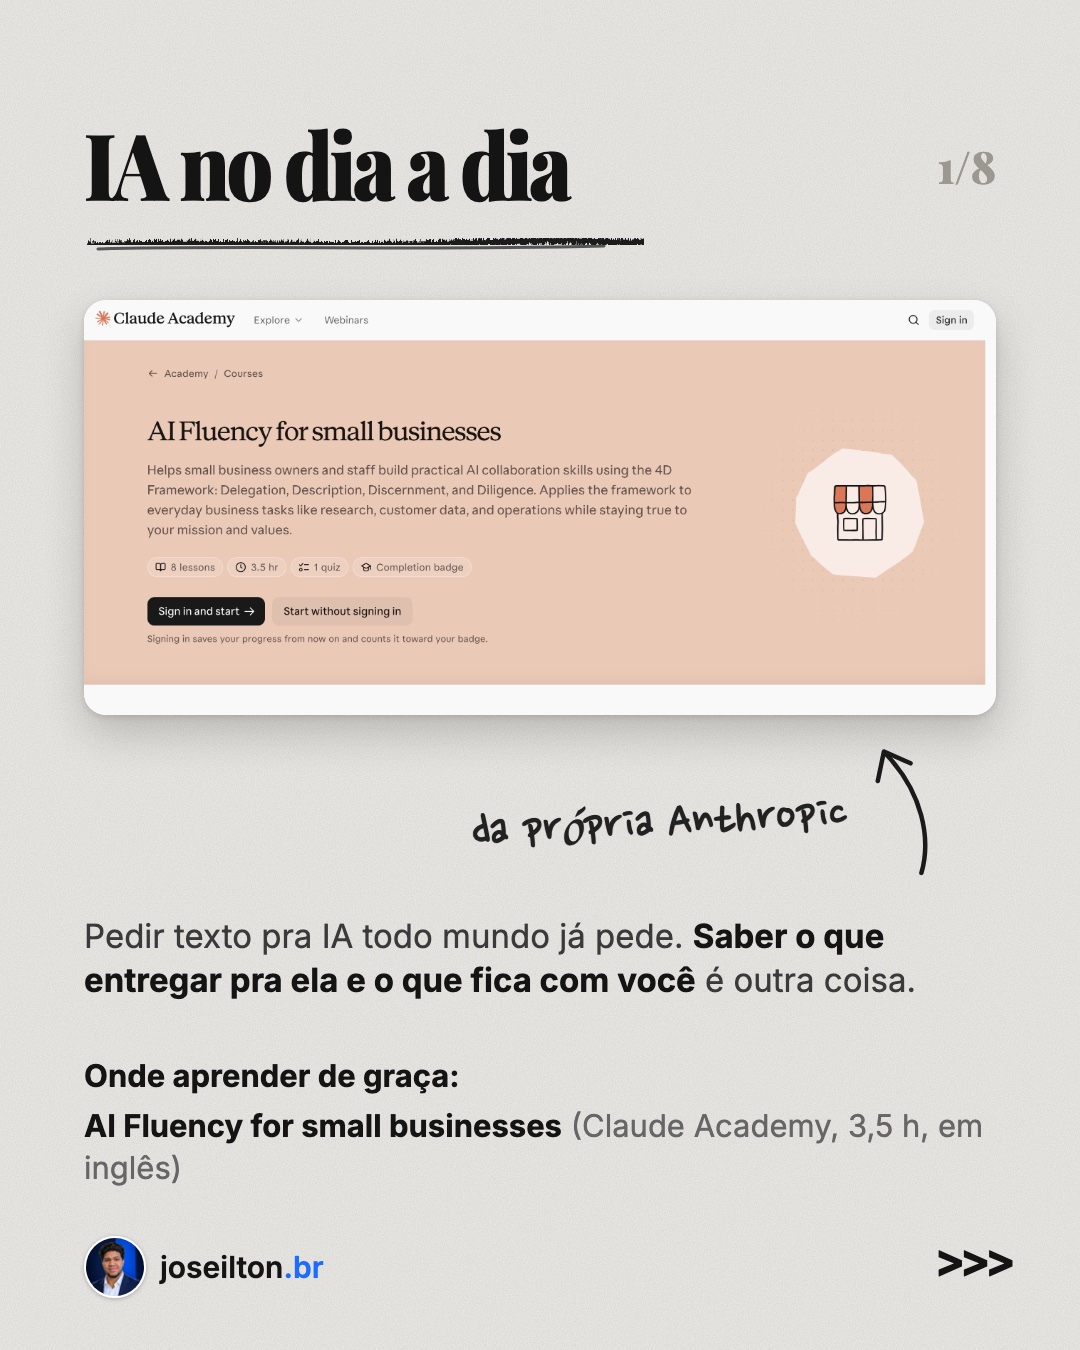 IA no dia a dia
1/8
Claude Academy Explore Webinars Sign in
← Academy / Courses
AI Fluency for small businesses
Helps small business owners and staff build practical AI collaboration skills using the 4D
Framework: Delegation, Description, Discernment, and Diligence. Applies the framework to
everyday business tasks like research, customer data, and operations while staying true to
your mission and values.
8 lessons 3.5 hr 1 quiz Completion badge
Sign in and start → Start without signing in
Signing in saves your progress from now on and counts it toward your badge.
da própria Anthropic
Pedir texto pra IA todo mundo já pede. Saber o que
entregar pra ela e o que fica com você é outra coisa.
Onde aprender de graça:
AI Fluency for small businesses (Claude Academy, 3,5 h, em
inglês)
joseilton.br
>>>